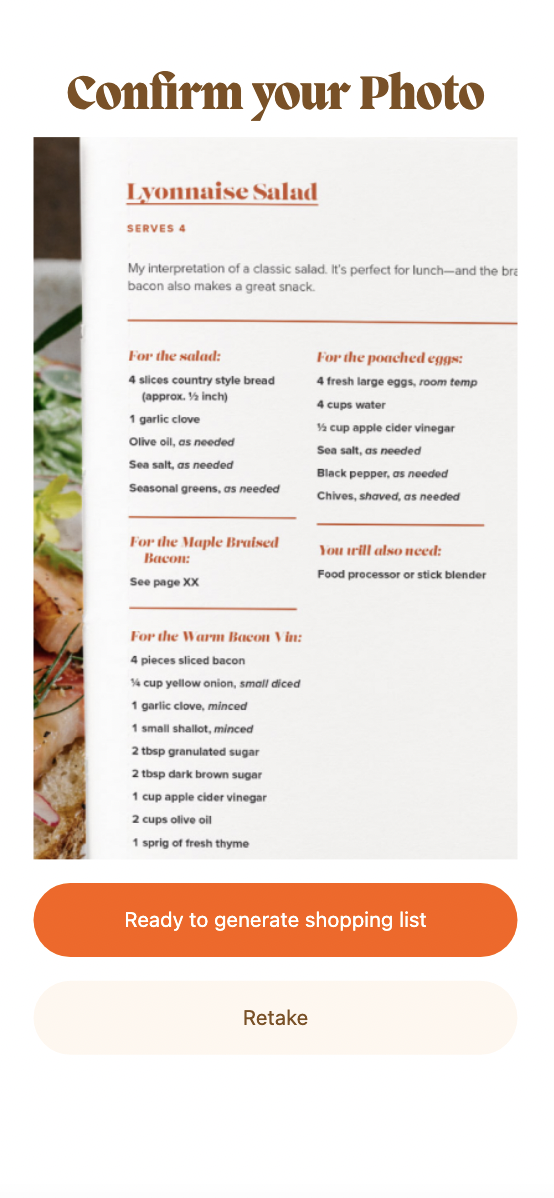 Confirm your Photo
Lyonnaise Salad
SERVES 4
My interpretation of a classic salad. It's perfect for lunch—and the bra
bacon also makes a great snack.
For the salad:
4 slices country style bread
(approx. ½ inch)
1 garlic clove
Olive oil, as needed
Sea salt, as needed
Seasonal greens, as needed
For the Maple Braised
Bacon:
See page XX
For the Warm Bacon Vin:
4 pieces sliced bacon
¼ cup yellow onion, small diced
1 garlic clove, minced
1 small shallot, minced
2 tbsp granulated sugar
2 tbsp dark brown sugar
1 cup apple cider vinegar
2 cups olive oil
1 sprig of fresh thyme
For the poached eggs:
4 fresh large eggs, room temp
4 cups water
½ cup apple cider vinegar
Sea salt, as needed
Black pepper, as needed
Chives, shaved, as needed
You will also need:
Food processor or stick blender
Ready to generate shopping list
Retake